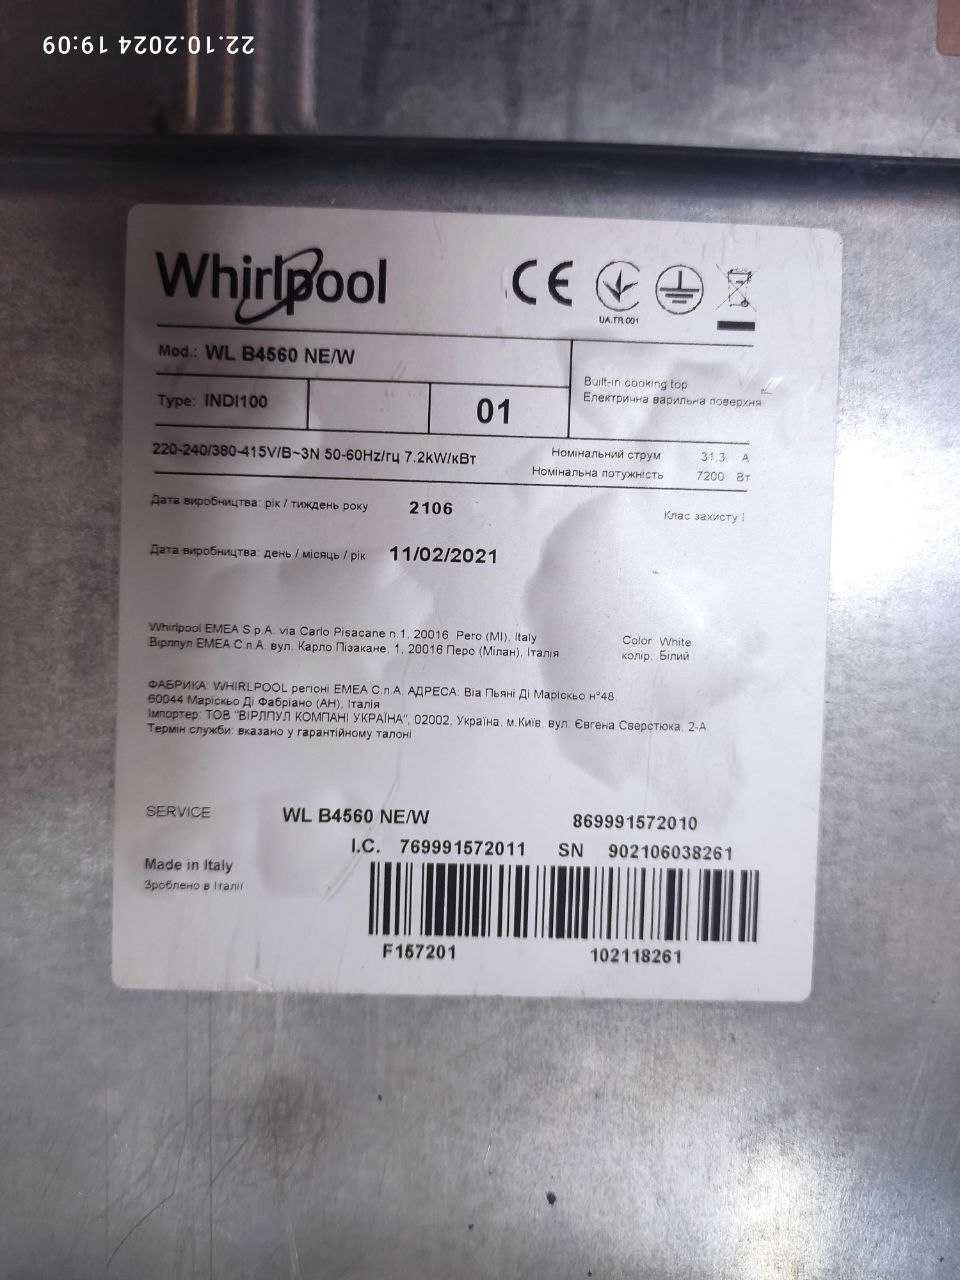 22.10.2024 19:09
Whirlpool
CE
UA.TR.001
Mod.: WL B4560 NE/W
Built-in cooking top
Електрична варильна поверхня
Type: INDI100
01
220-240/380-415V/В~3N 50-60Hz/гц 7.2kW/кВт
Номінальний струм 31.3 А
Номінальна потужність 7200 Вт
Дата виробництва: рік / тиждень року 2106
Клас захисту I
Дата виробництва: день / місяць / рік 11/02/2021
Whirlpool EMEA S.p.A. via Carlo Pisacane n.1, 20016 Pero (MI), Italy
Вірлпул ЕМЕА С.п.А. вул. Карло Пізакане, 1, 20016 Перо (Мілан), Італія
Color: White
колір: Білий
ФАБРИКА: WHIRLPOOL регіоні ЕМЕА С.п.А. АДРЕСА: Віа Пьяні Ді Маріскьо н°48
60044 Маріскьо Ді Фабріано (АН), Італія
Імпортер: ТОВ "ВІРЛПУЛ КОМПАНІ УКРАЇНА", 02002, Україна, м.Київ, вул. Євгена Сверстюка, 2-А
Термін служби: вказано у гарантійному талоні
SERVICE WL B4560 NE/W 869991572010
I.C. 769991572011 SN 902106038261
Made in Italy
Зроблено в Італії
F157201 102118261